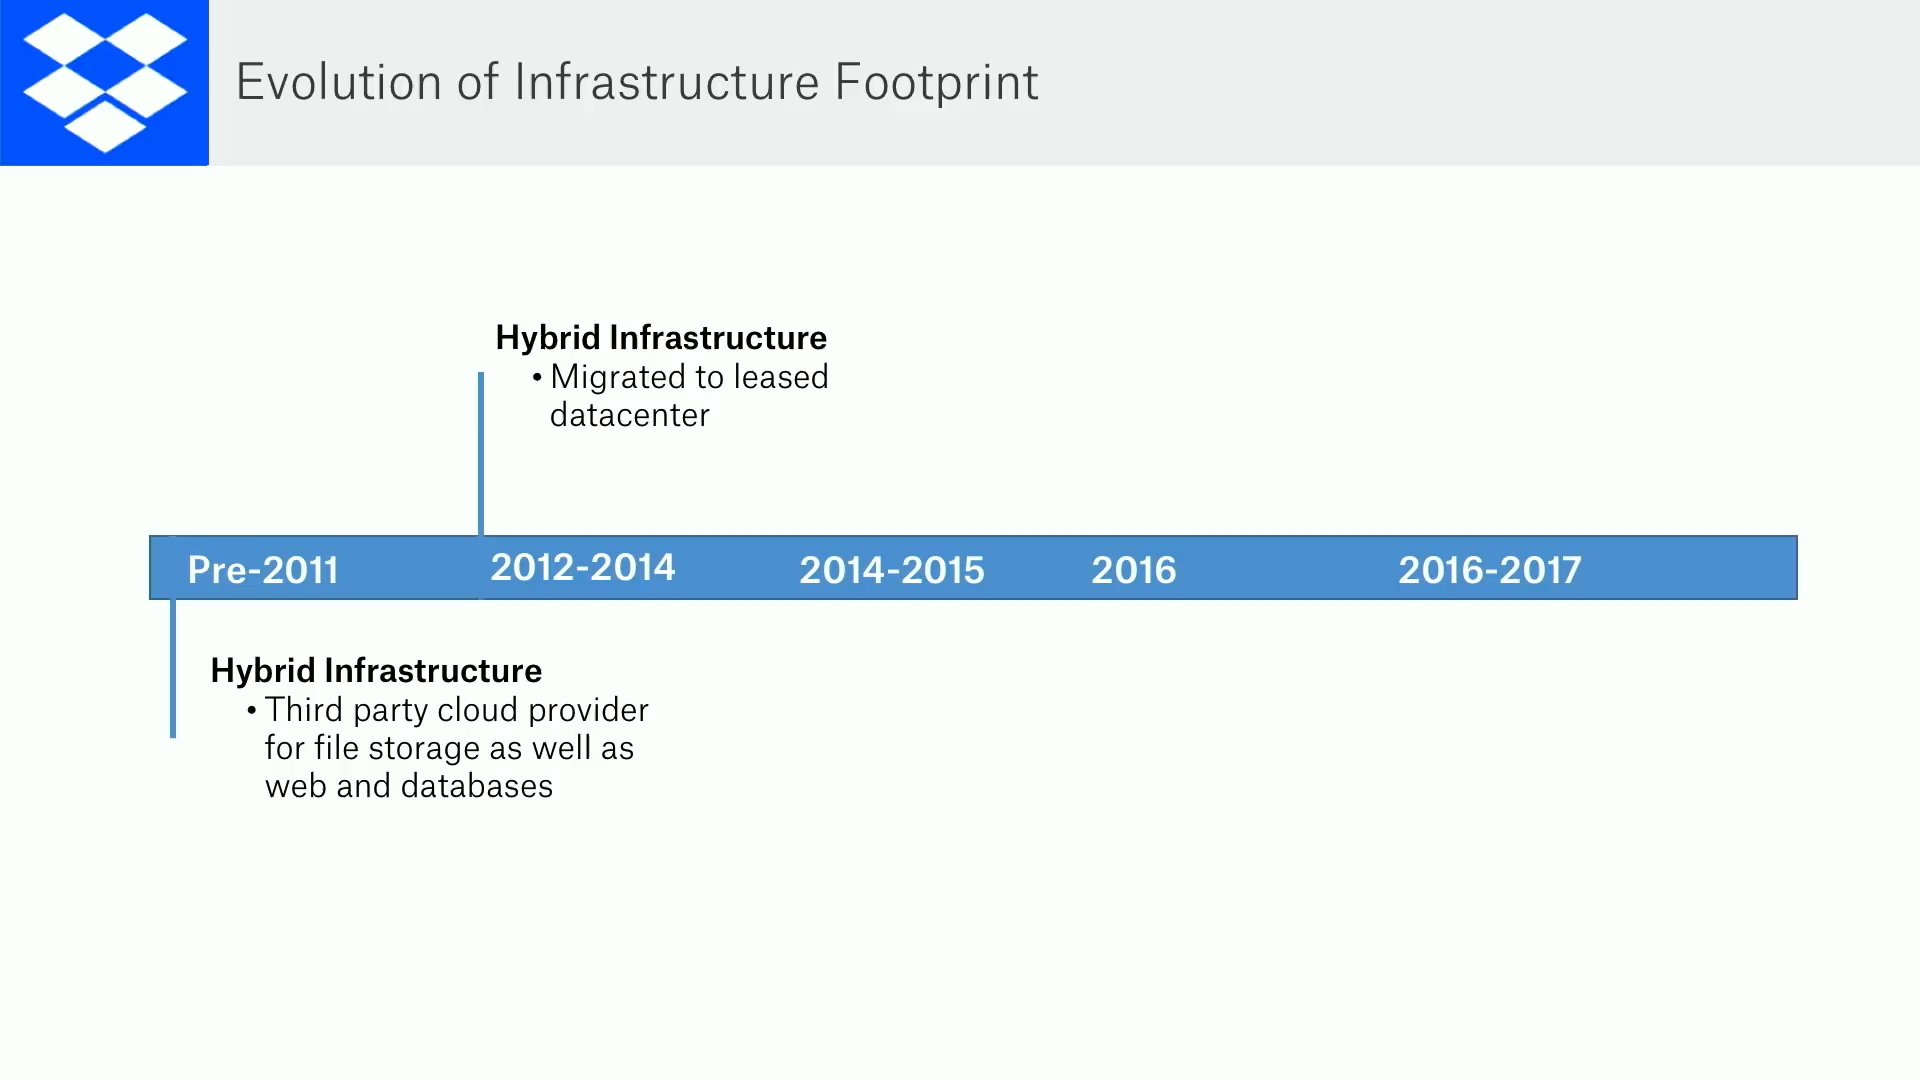 Evolution of Infrastructure Footprint
Hybrid Infrastructure
• Migrated to leased
datacenter
Pre-2011
2012-2014
2014-2015
2016
2016-2017
Hybrid Infrastructure
• Third party cloud provider
for file storage as well as
web and databases